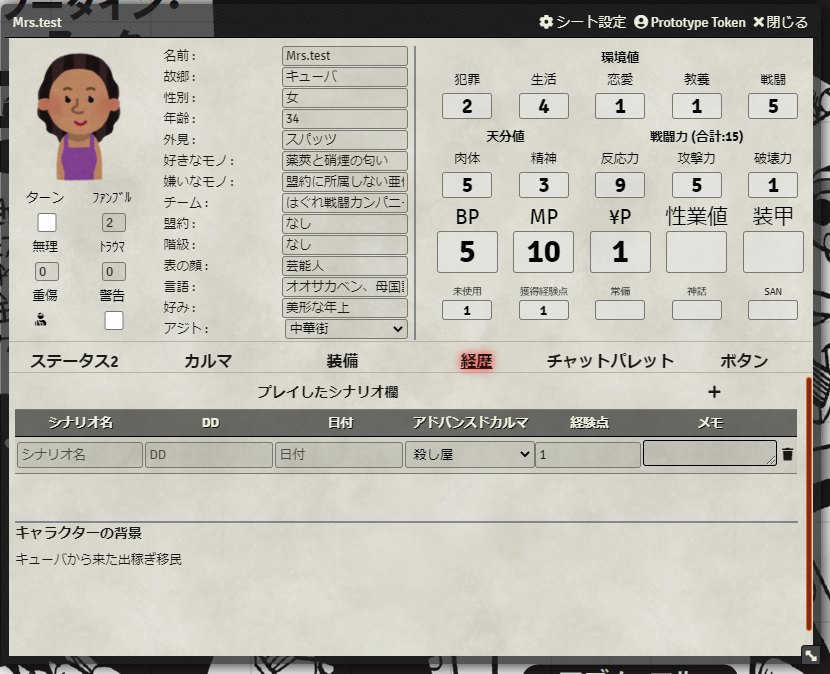 Mrs.test シート設定 Prototype Token 閉じる
名前: Mrs.test
故郷: キューバ
性別: 女
年齢: 34
外見: スパッツ
好きなモノ: 薬莢と硝煙の匂い
嫌いなモノ: 盟約に所属しない亜
チーム: はぐれ戦闘カンパニー
盟約: なし
階級: なし
表の顔: 芸能人
言語: オオサカベン、母国
好み: 美形な年上
アジト: 中華街
ターン ファンブル
2
無理 トラウマ
0 0
重傷 警告
環境値
犯罪 生活 恋愛 教養 戦闘
2 4 1 1 5
天分値 戦闘力 (合計:15)
肉体 精神 反応力 攻撃力 破壊力
5 3 9 5 1
BP MP ¥P 性業値 装甲
5 10 1
未使用 獲得経験点 常備 神話 SAN
1 1
ステータス2 カルマ 装備 経歴 チャットパレット ボタン
プレイしたシナリオ欄 +
シナリオ名 DD 日付 アドバンスドカルマ 経験点 メモ
シナリオ名 DD 日付 殺し屋 1
キャラクターの背景
キューバから来た出稼ぎ移民